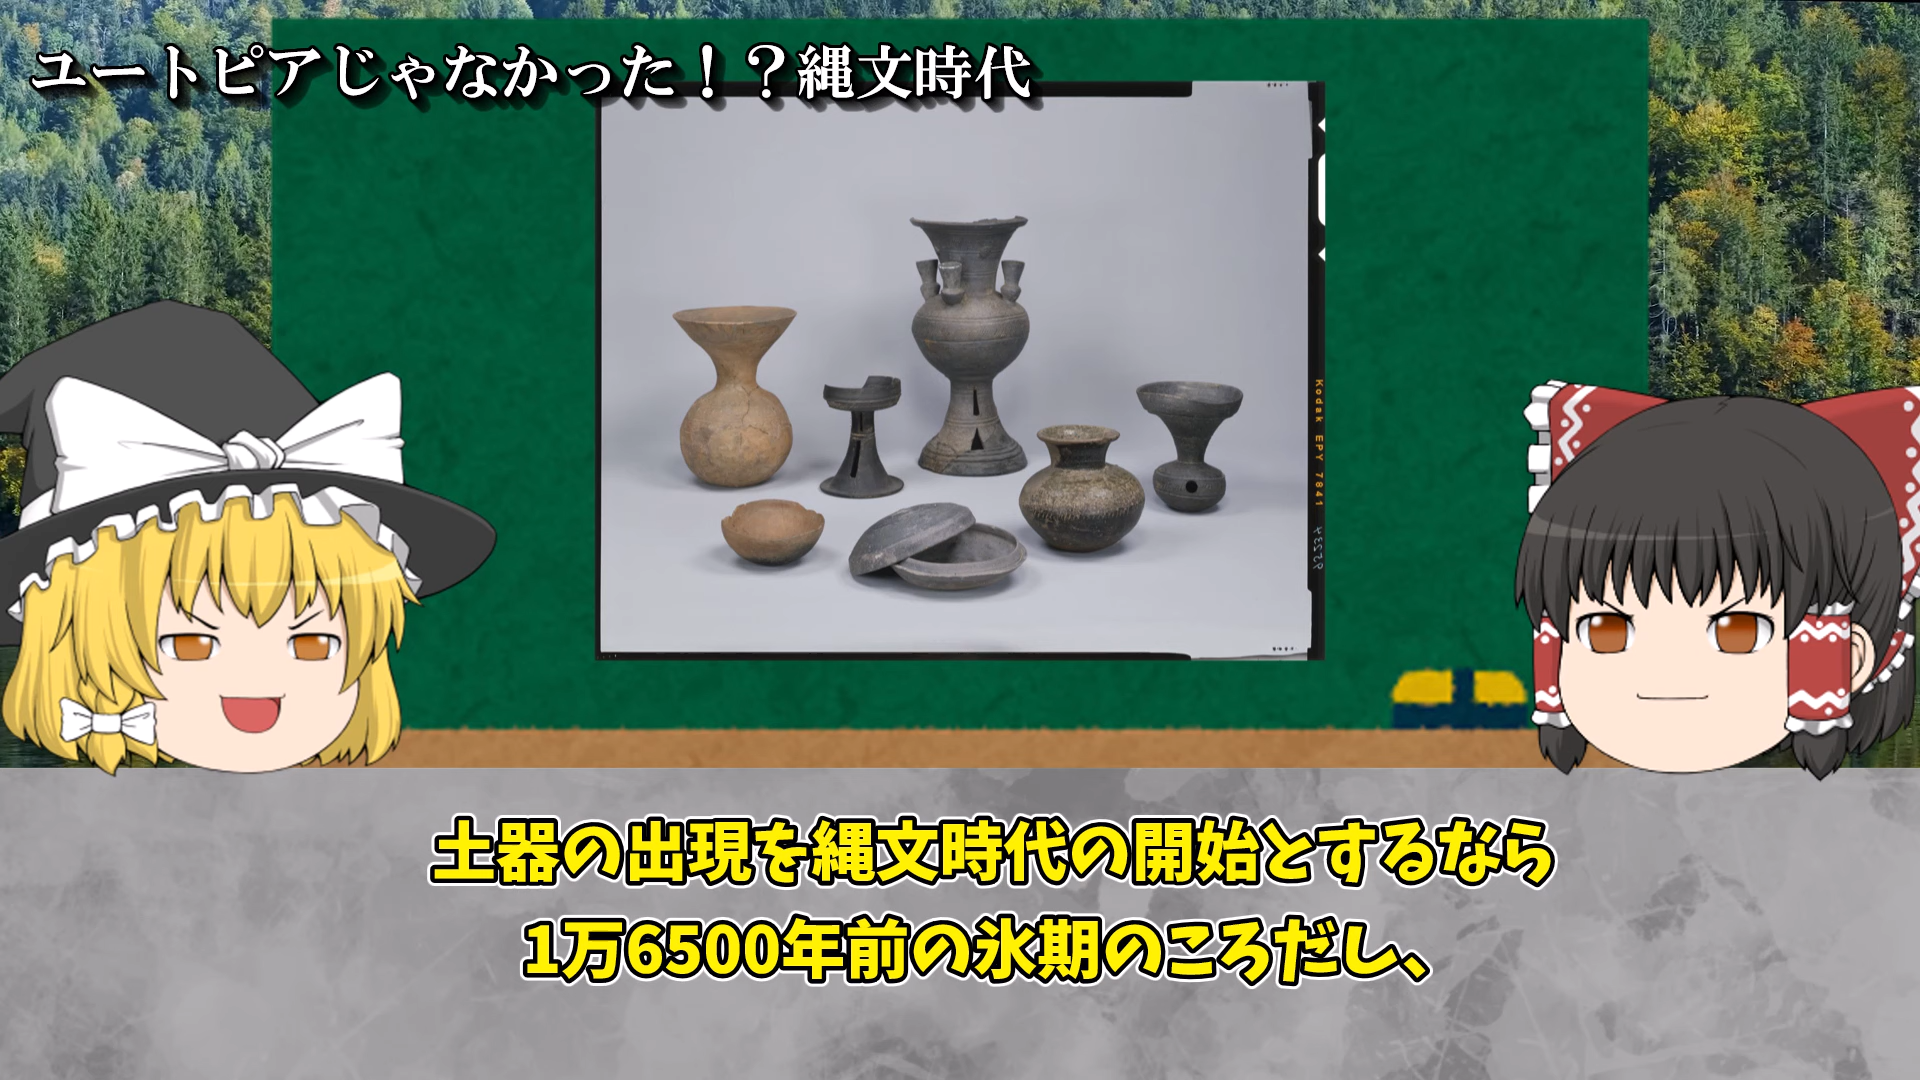 ユートピアじゃなかった！？縄文時代
Kodak EPY 7841
土器の出現を縄文時代の開始とするなら
1万6500年前の氷期のころだし、